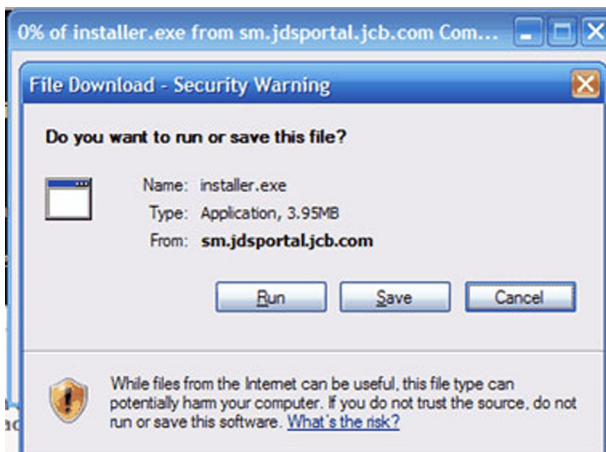 0% of installer.exe from sm.jdsportal.jcb.com Com...
File Download - Security Warning
Do you want to run or save this file?
Name: installer.exe
Type: Application, 3.95MB
From: sm.jdsportal.jcb.com
Run Save Cancel
While files from the Internet can be useful, this file type can
potentially harm your computer. If you do not trust the source, do not
run or save this software. What's the risk?